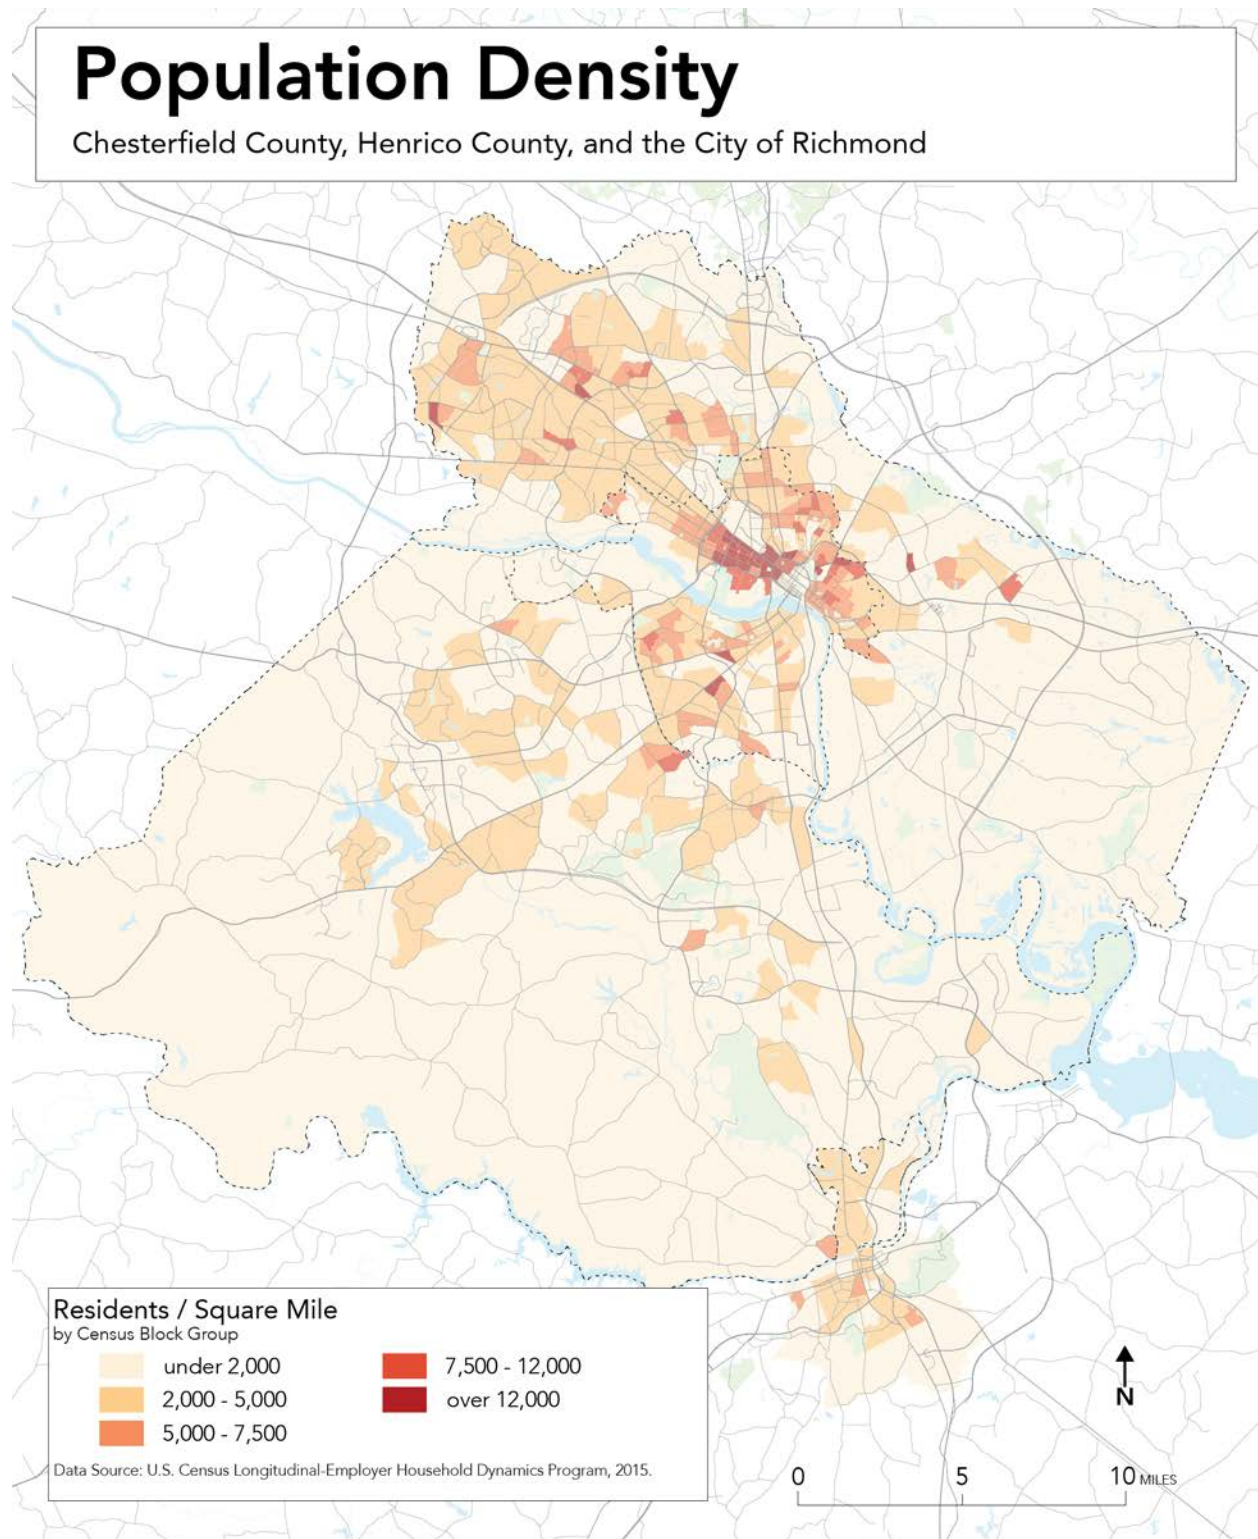 Population Density
Chesterfield County, Henrico County, and the City of Richmond
Residents / Square Mile
by Census Block Group
under 2,000
2,000 - 5,000
5,000 - 7,500
7,500 - 12,000
over 12,000
Data Source: U.S. Census Longitudinal-Employer Household Dynamics Program, 2015.
N
0 5 10 MILES